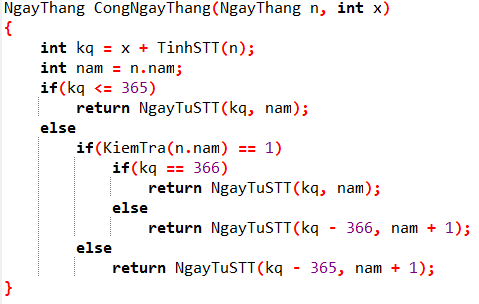 NgayThang CongNgayThang(NgayThang n, int x)
{
    int kq = x + TinhSTT(n);
    int nam = n.nam;
    if(kq <= 365)
        return NgayTuSTT(kq, nam);
    else
        if(KiemTra(n.nam) == 1)
            if(kq == 366)
                return NgayTuSTT(kq, nam);
            else
                return NgayTuSTT(kq - 366, nam + 1);
        else
            return NgayTuSTT(kq - 365, nam + 1);
}